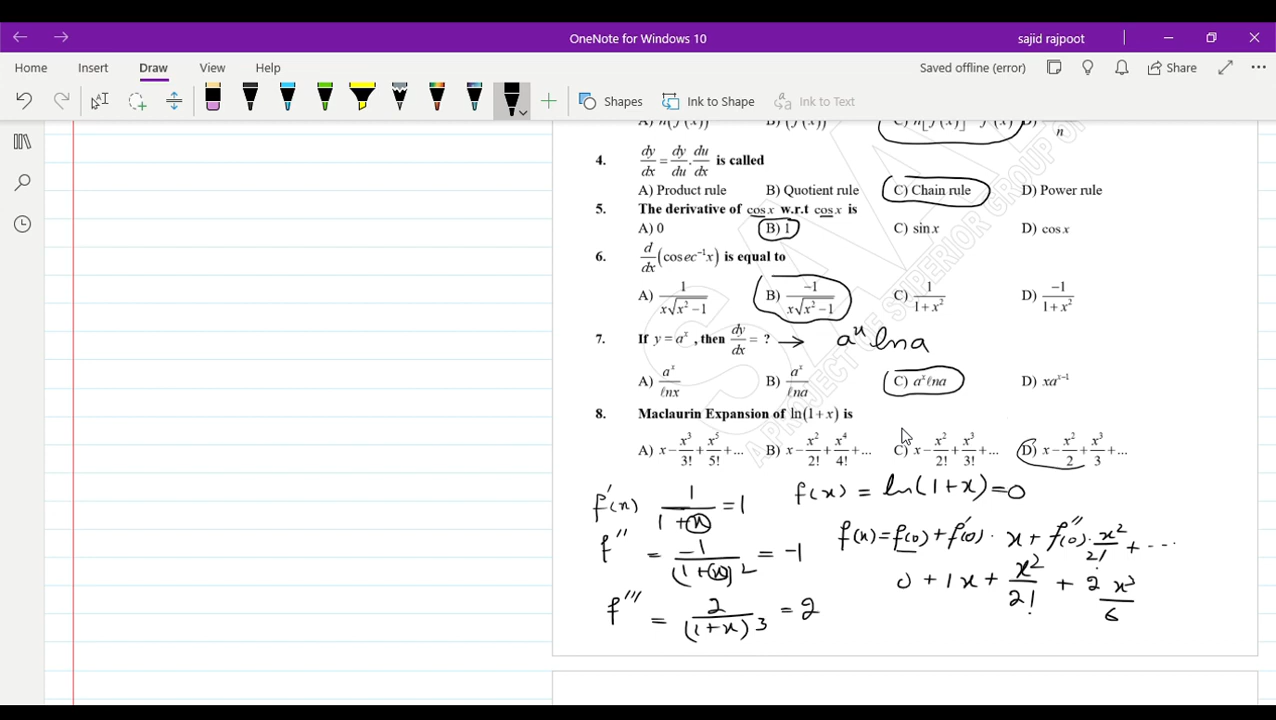 OneNote for Windows 10
sajid rajpoot
Home Insert Draw View Help
Saved offline (error) Share
Shapes Ink to Shape Ink to Text
n
4. dy/dx = dy/du . du/dx is called
A) Product rule B) Quotient rule C) Chain rule D) Power rule
5. The derivative of cos x w.r.t cos x is
A) 0 B) 1 C) sin x D) cos x
6. d/dx (cosec⁻¹x) is equal to
A) 1/x√x²−1 B) −1/x√x²−1 C) 1/1+x² D) −1/1+x²
7. If y = aˣ, then dy/dx = ? → aˣ ln a
A) aˣ/ℓnx B) aˣ/ℓna C) aˣℓna D) xaˣ⁻¹
8. Maclaurin Expansion of ln(1+x) is
A) x − x³/3! + x⁵/5! + ... B) x − x²/2! + x⁴/4! + ... C) x − x²/2! + x³/3! + ... D) x − x²/2 + x³/3 + ...
f'(x) 1/1+x = 1 f(x) = ln(1+x) = 0
f'' = −1/(1+x)2 = −1 f(x) = f(0) + f'(0) · x + f''(0) · x²/2! + ...
0 + 1x + x²/2! + 2 x³/6
f''' = 2/(1+x)3 = 2